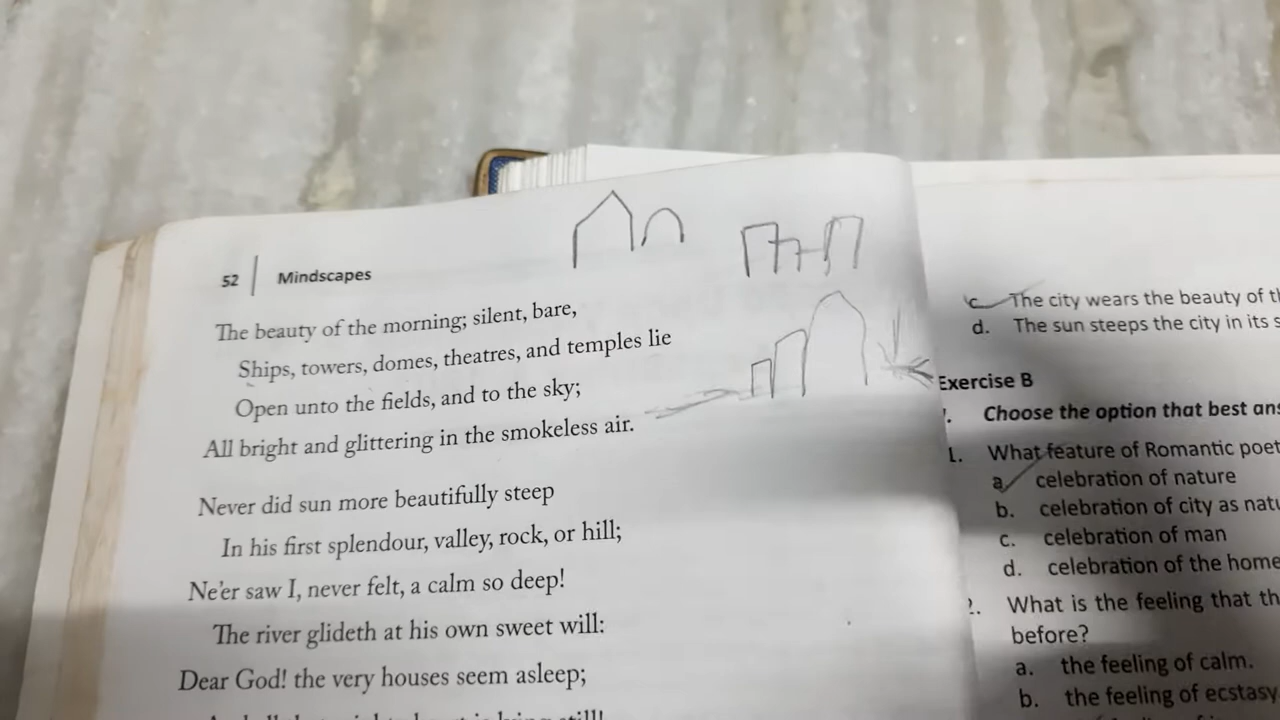 52 | Mindscapes
The beauty of the morning; silent, bare,
Ships, towers, domes, theatres, and temples lie
Open unto the fields, and to the sky;
All bright and glittering in the smokeless air.
Never did sun more beautifully steep
In his first splendour, valley, rock, or hill;
Ne'er saw I, never felt, a calm so deep!
The river glideth at his own sweet will:
Dear God! the very houses seem asleep;
c. The city wears the beauty of
d. The sun steeps the city in its
Exercise B
Choose the option that best
1. What feature of Romantic
a. celebration of nature
b. celebration of city as
c. celebration of man
d. celebration of the
2. What is the feeling that
before?
a. the feeling of calm.
b. the feeling of ecstasy